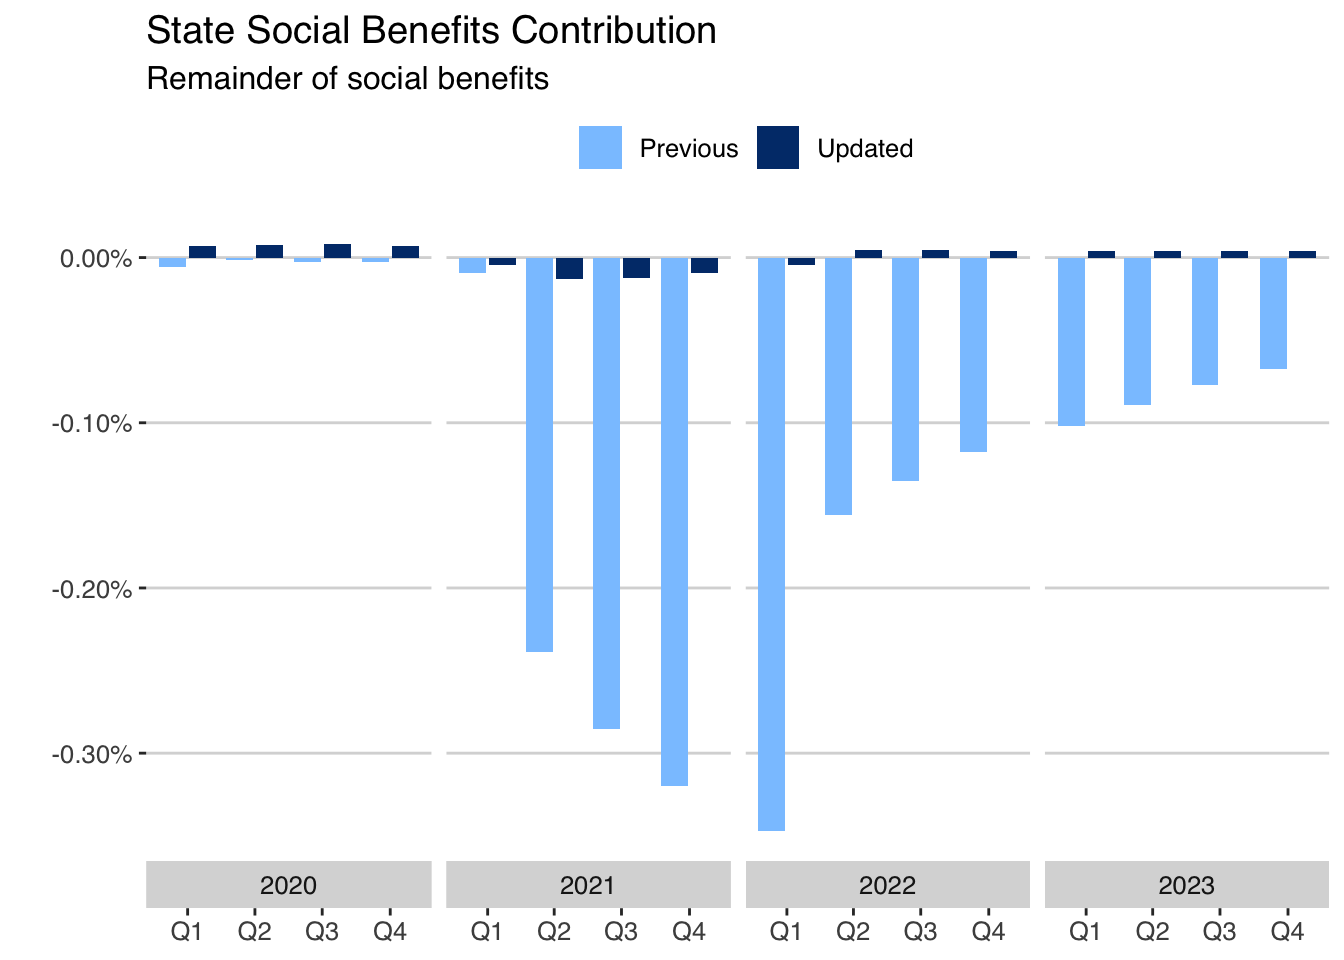 State Social Benefits Contribution
Remainder of social benefits
Previous Updated
0.00%
-0.10%
-0.20%
-0.30%
2020 2021 2022 2023
Q1 Q2 Q3 Q4 Q1 Q2 Q3 Q4 Q1 Q2 Q3 Q4 Q1 Q2 Q3 Q4